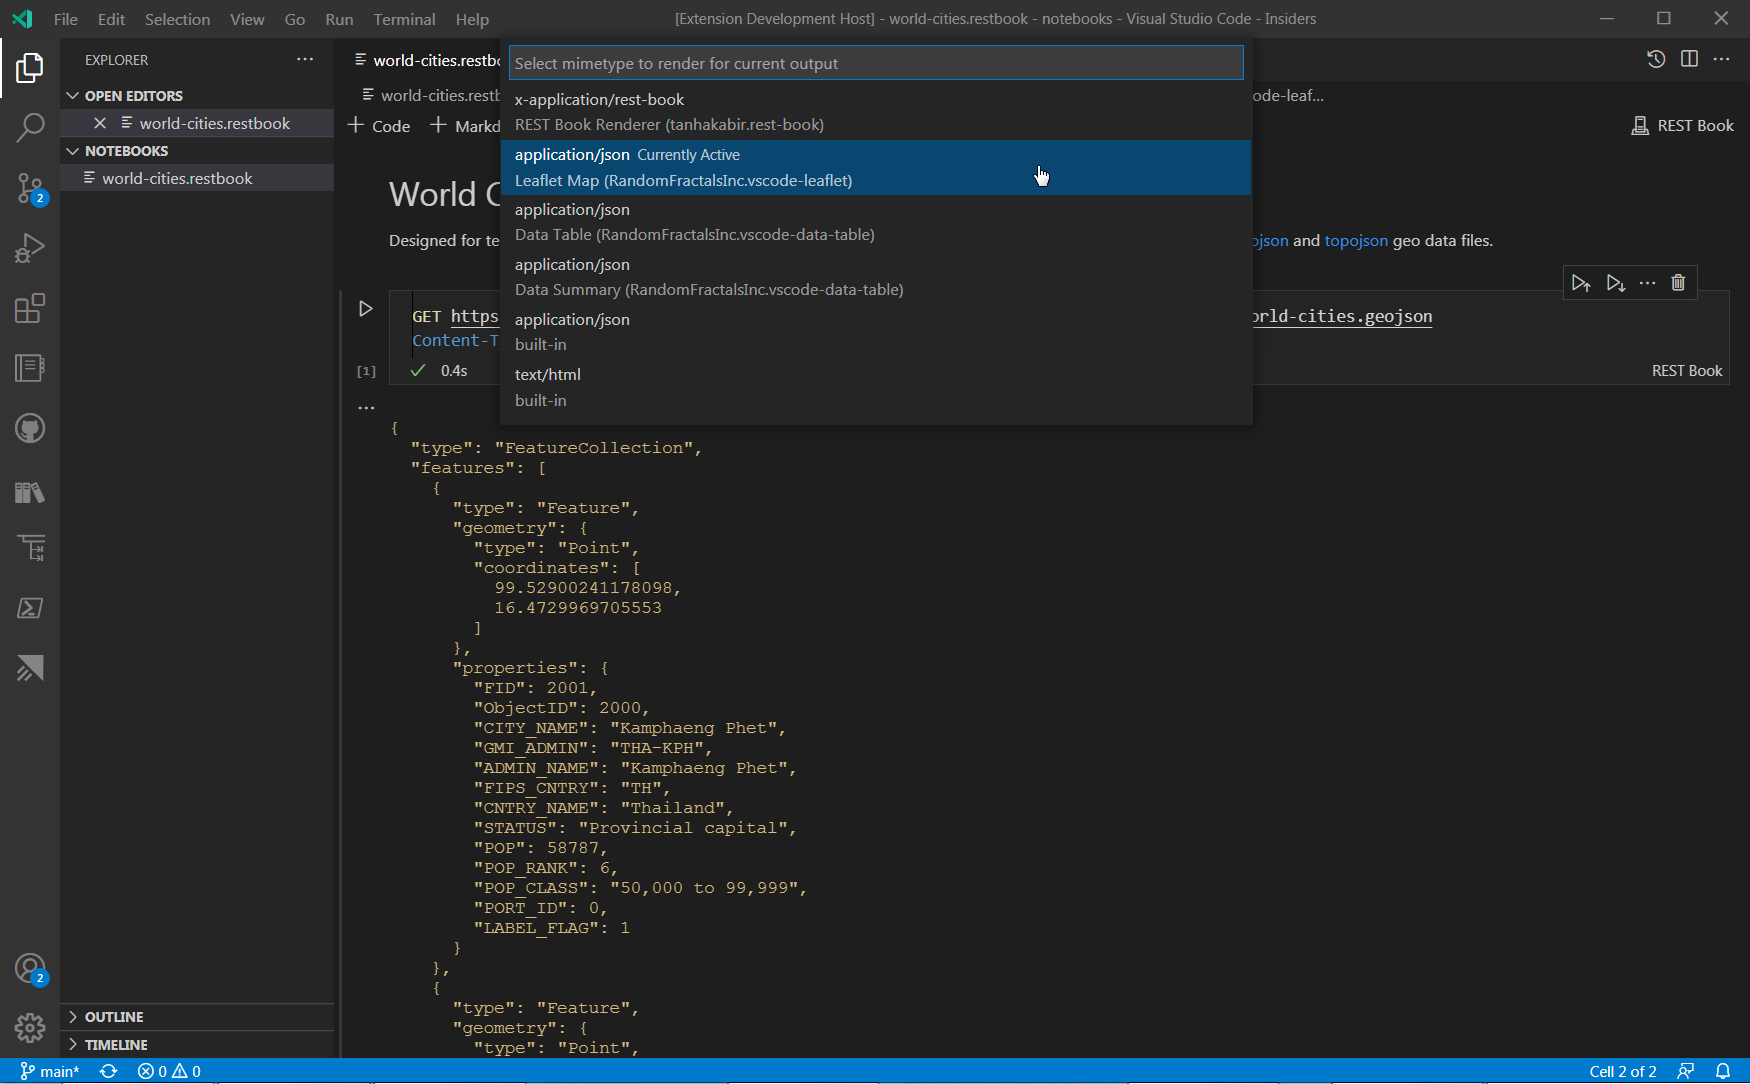 File Edit Selection View Go Run Terminal Help
[Extension Development Host] - world-cities.restbook - notebooks - Visual Studio Code - Insiders
EXPLORER
OPEN EDITORS
world-cities.restbook
NOTEBOOKS
world-cities.restbook
OUTLINE
TIMELINE
2
2
world-cities.restbo
Select mimetype to render for current output
x-application/rest-book
REST Book Renderer (tanhakabir.rest-book)
application/json Currently Active
Leaflet Map (RandomFractalsInc.vscode-leaflet)
application/json
Data Table (RandomFractalsInc.vscode-data-table)
application/json
Data Summary (RandomFractalsInc.vscode-data-table)
application/json
built-in
text/html
built-in
world-cities.restb ode-leaf...
Code Markd REST Book
World C
Designed for te ojson and topojson geo data files.
GET https orld-cities.geojson
Content-T
[1] 0.4s REST Book
...
{
"type": "FeatureCollection",
"features": [
{
"type": "Feature",
"geometry": {
"type": "Point",
"coordinates": [
99.52900241178098,
16.4729969705553
]
},
"properties": {
"FID": 2001,
"ObjectID": 2000,
"CITY_NAME": "Kamphaeng Phet",
"GMI_ADMIN": "THA-KPH",
"ADMIN_NAME": "Kamphaeng Phet",
"FIPS_CNTRY": "TH",
"CNTRY_NAME": "Thailand",
"STATUS": "Provincial capital",
"POP": 58787,
"POP_RANK": 6,
"POP_CLASS": "50,000 to 99,999",
"PORT_ID": 0,
"LABEL_FLAG": 1
}
},
{
"type": "Feature",
"geometry": {
"type": "Point",
main* 0 0 Cell 2 of 2